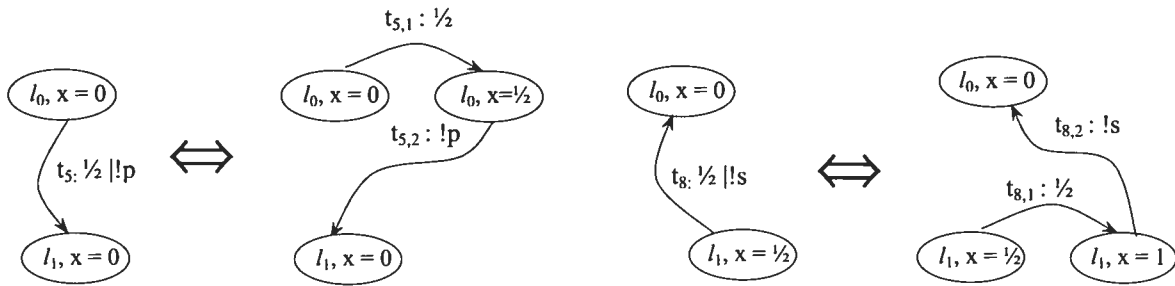 t5,1 : ½
l0, x = 0
l0, x = 0
l0, x=½
t5,2 : !p
t5: ½ |!p
l1, x = 0
l1, x = 0
l0, x = 0
l0, x = 0
t8,2 : !s
t8: ½ |!s
t8,1 : ½
l1, x = ½
l1, x = ½
l1, x = 1